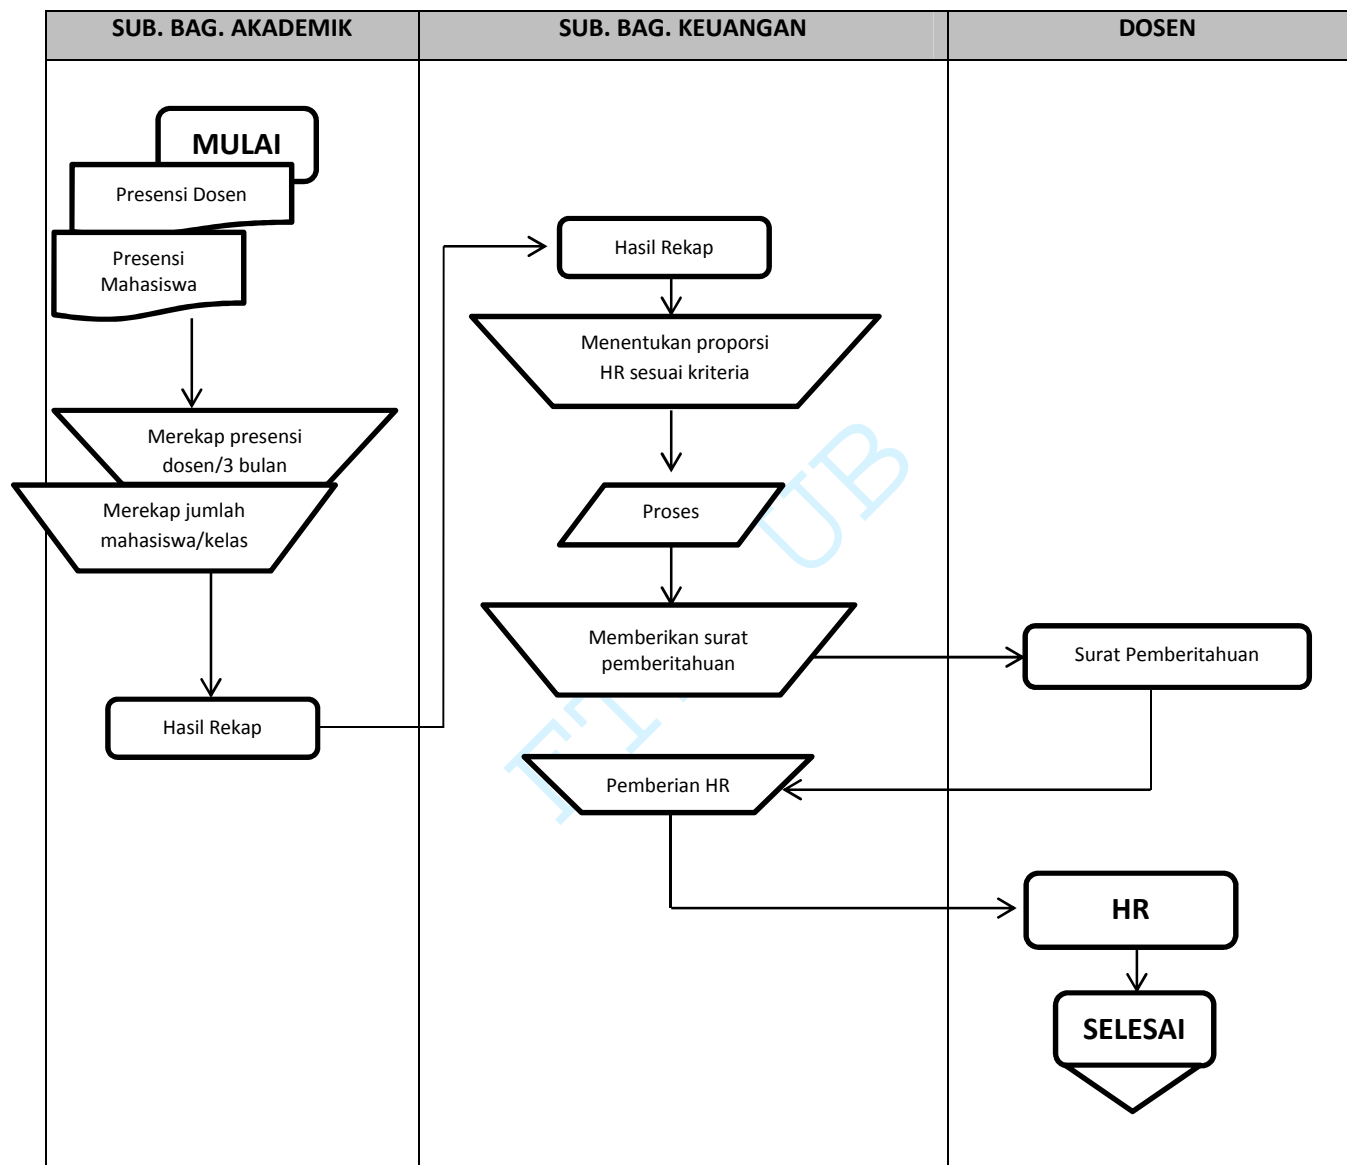 SUB. BAG. AKADEMIK
SUB. BAG. KEUANGAN
DOSEN
MULAI
Presensi Dosen
Presensi
Mahasiswa
Merekap presensi
dosen/3 bulan
Merekap jumlah
mahasiswa/kelas
Hasil Rekap
Hasil Rekap
Menentukan proporsi
HR sesuai kriteria
Proses
Memberikan surat
pemberitahuan
Pemberian HR
Surat Pemberitahuan
HR
SELESAI
UB